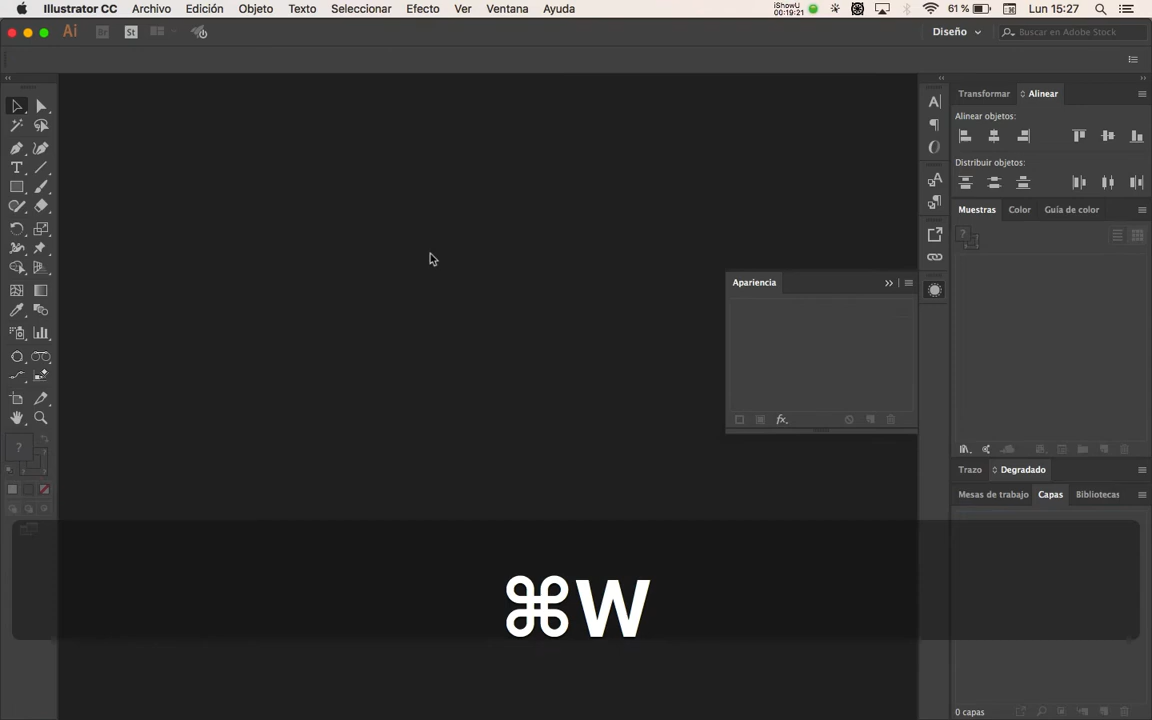 Illustrator CC Archivo Edición Objeto Texto Seleccionar Efecto Ver Ventana Ayuda
iShowU
00:19:21
61 % Lun 15:27
Ai Br St Diseño Buscar en Adobe Stock
Transformar Alinear
Alinear objetos:
Distribuir objetos:
Muestras Color Guía de color
Apariencia
fx.
Trazo Degradado
Mesas de trabajo Capas Bibliotecas
⌘W
0 capas